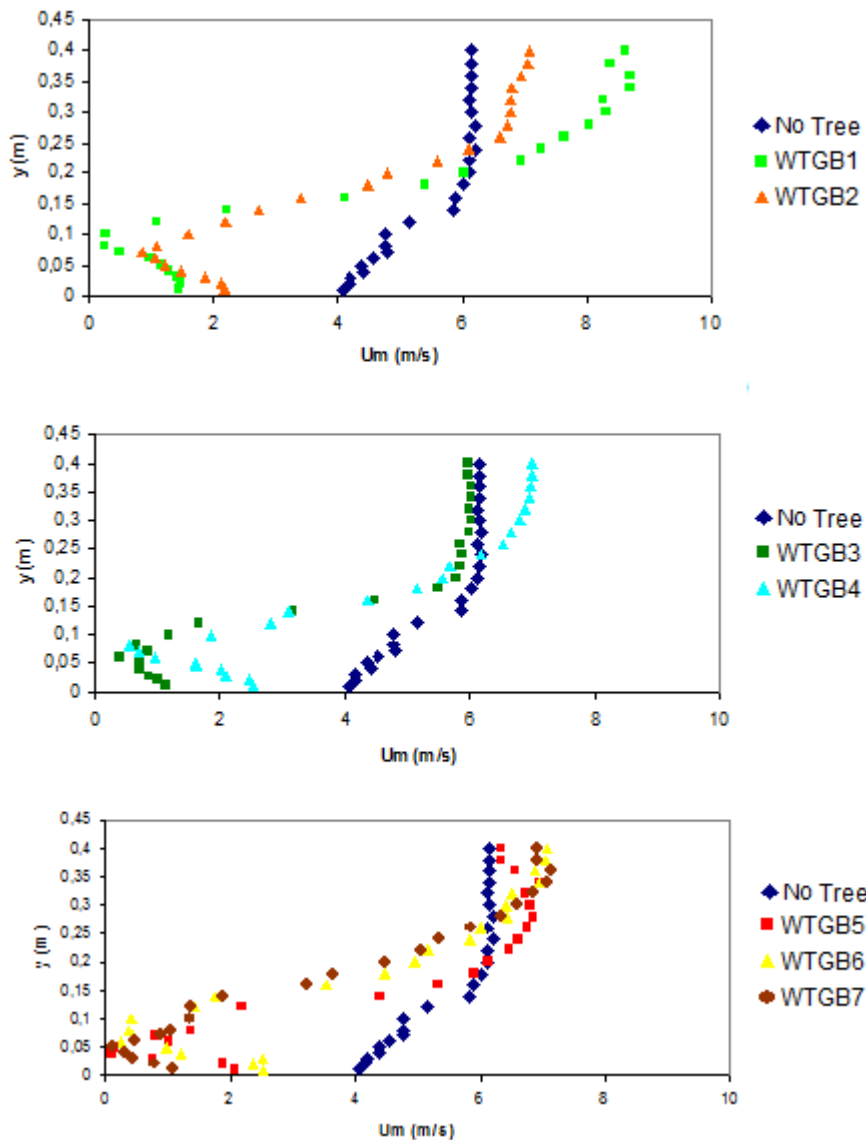 0,45
0,4
0,35
0,3
0,25
0,2
0,15
0,1
0,05
0
y (m)
0 2 4 6 8 10
Um (m/s)
No Tree
WTGB1
WTGB2
0,45
0,4
0,35
0,3
0,25
0,2
0,15
0,1
0,05
0
y (m)
0 2 4 6 8 10
Um (m/s)
No Tree
WTGB3
WTGB4
0,45
0,4
0,35
0,3
0,25
0,2
0,15
0,1
0,05
0
(m)
0 2 4 6 8 10
Um (m/s)
No Tree
WTGB5
WTGB6
WTGB7